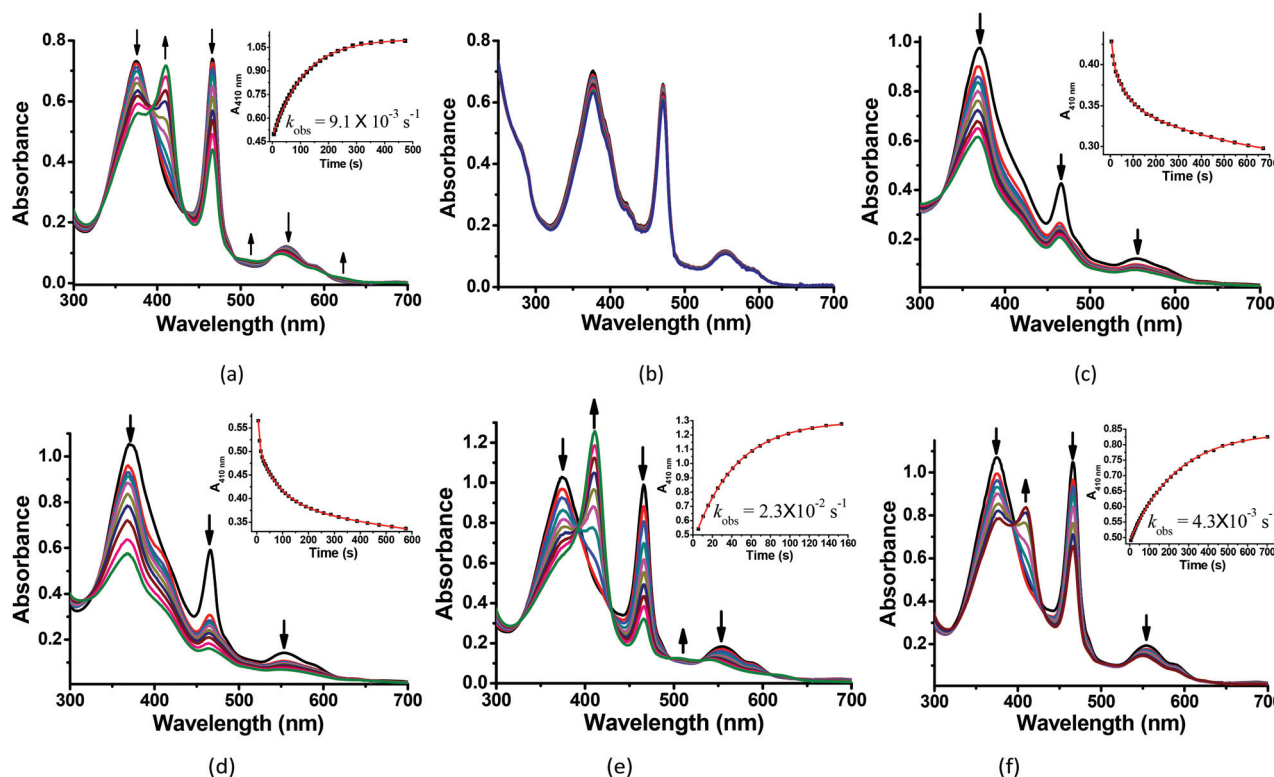 0.8
0.6
0.4
0.2
0.0
Absorbance
300 400 500 600 700
Wavelength (nm)
1.05
0.90
0.75
0.60
0.45
A410 nm
0 100 200 300 400 500
Time (s)
kobs = 9.1 X 10-3 s-1
(a)
0.8
0.6
0.4
0.2
0.0
Absorbance
300 400 500 600 700
Wavelength (nm)
(b)
1.0
0.8
0.6
0.4
0.2
Absorbance
300 400 500 600 700
Wavelength (nm)
0.40
0.35
0.30
A410 nm
0 100 200 300 400 500 600 700
Time (s)
(c)
1.0
0.8
0.6
0.4
0.2
Absorbance
300 400 500 600 700
Wavelength (nm)
0.55
0.50
0.45
0.40
0.35
A410 nm
0 100 200 300 400 500 600
Time (s)
(d)
1.2
1.0
0.8
0.6
0.4
0.2
0.0
Absorbance
300 400 500 600 700
Wavelength (nm)
1.3
1.2
1.1
1.0
0.9
0.8
0.7
0.6
0.5
A410 nm
0 20 40 60 80 100 120 140 160
Time (s)
kobs = 2.3X10-2 s-1
(e)
1.0
0.8
0.6
0.4
0.2
Absorbance
300 400 500 600 700
Wavelength (nm)
0.85
0.80
0.75
0.70
0.65
0.60
0.55
0.50
A410 nm
0 100 200 300 400 500 600 700
Time (s)
kobs = 4.3X10-3 s-
(f)